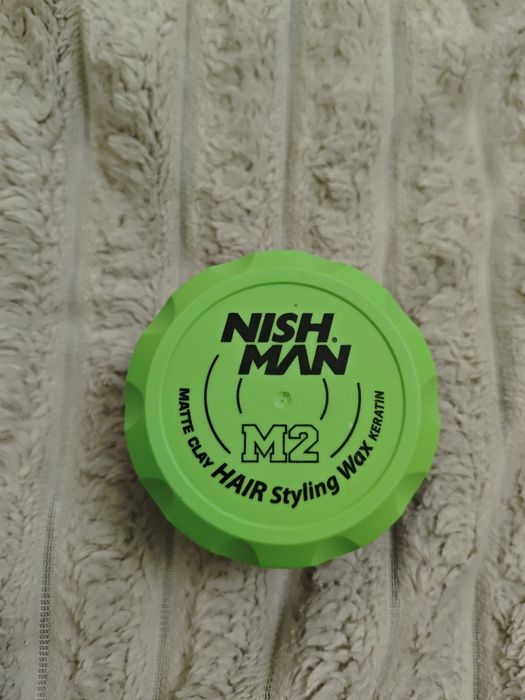 NISH
MAN®
M2
MATTE CLAY HAIR Styling Wax KERATIN